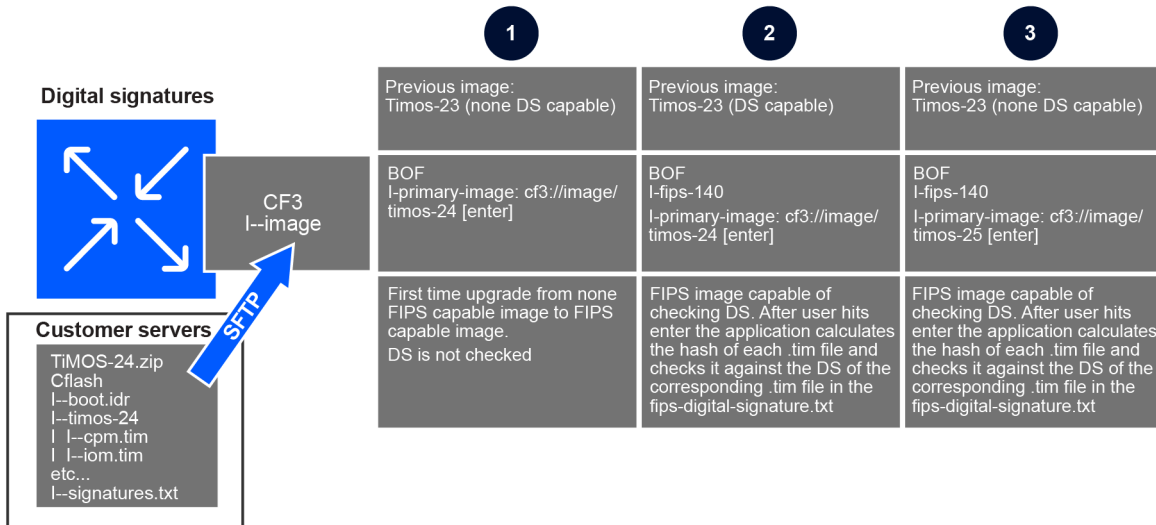 1
2
3
Digital signatures
CF3
I--image
SFTP
Customer servers
TiMOS-24.zip
Cflash
I--boot.idr
I--timos-24
I  I--cpm.tim
I  I--iom.tim
etc...
I--signatures.txt
Previous image:
Timos-23 (none DS capable)
BOF
I-primary-image: cf3://image/
timos-24 [enter]
First time upgrade from none
FIPS capable image to FIPS
capable image.
DS is not checked
Previous image:
Timos-23 (DS capable)
BOF
I-fips-140
I-primary-image: cf3://image/
timos-24 [enter]
FIPS image capable of
checking DS. After user hits
enter the application calculates
the hash of each .tim file and
checks it against the DS of the
corresponding .tim file in the
fips-digital-signature.txt
Previous image:
Timos-23 (none DS capable)
BOF
I-fips-140
I-primary-image: cf3://image/
timos-25 [enter]
FIPS image capable of
checking DS. After user hits
enter the application calculates
the hash of each .tim file and
checks it against the DS of the
corresponding .tim file in the
fips-digital-signature.txt